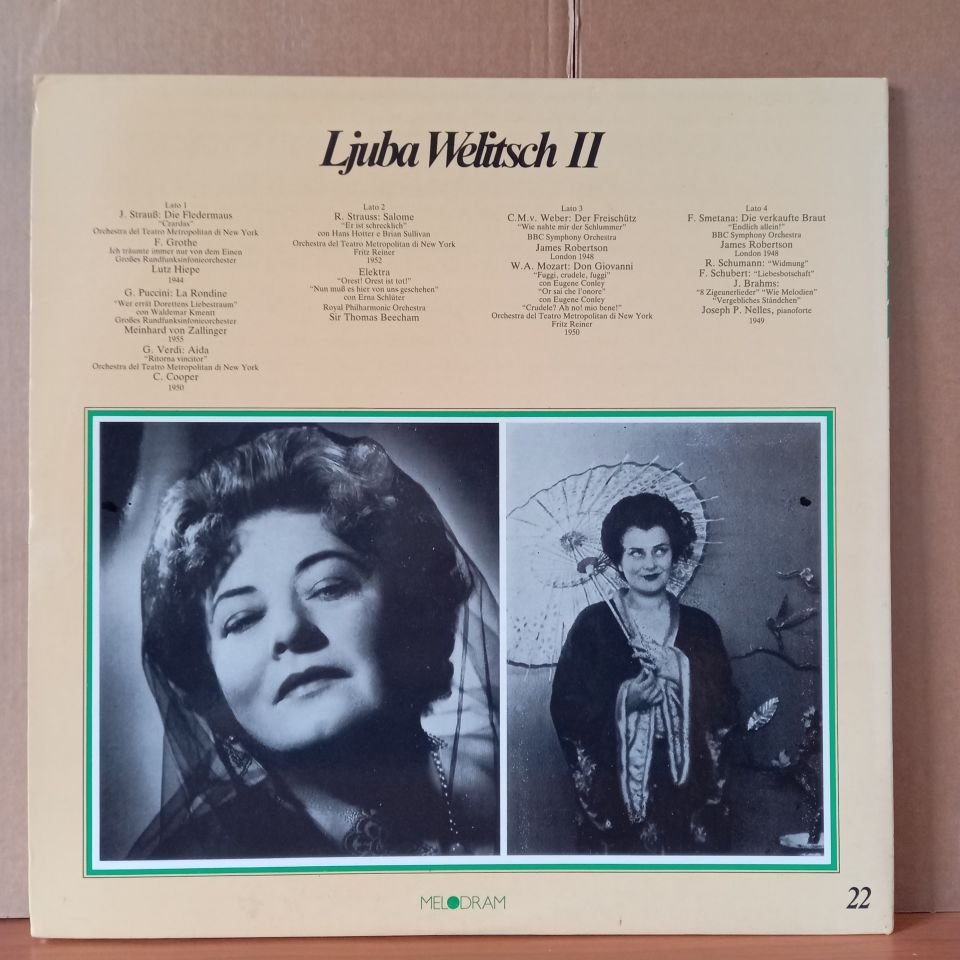 Ljuba Welitsch II
Lato 1
J. Strauß: Die Fledermaus
"Czardas"
Orchestra del Teatro Metropolitan di New York
F. Grothe
Ich träumte immer nur von dem Einen
Großes Rundfunksinfonieorchester
Lutz Hiepe
1944
G. Puccini: La Rondine
"Wer errät Dorettens Liebestraum"
con Waldemar Kmentt
Großes Rundfunksinfonieorchester
Meinhard von Zallinger
1955
G. Verdi: Aida
"Ritorna vincitor"
Orchestra del Teatro Metropolitan di New York
C. Cooper
1950
Lato 2
R. Strauss: Salome
"Er ist schrecklich"
con Hans Hotter e Brian Sullivan
Orchestra del Teatro Metropolitan di New York
Fritz Reiner
1952
Elektra
"Orest! Orest ist tot!"
"Nun muß es hier von uns geschehen"
con Erna Schlüter
Royal Philharmonic Orchestra
Sir Thomas Beecham
Lato 3
C.M.v. Weber: Der Freischütz
"Wie nahte mir der Schlummer"
BBC Symphony Orchestra
James Robertson
London 1948
W.A. Mozart: Don Giovanni
"Fuggi, crudele, fuggi"
con Eugene Conley
"Or sai che l'onore"
con Eugene Conley
"Crudele? Ah no! mio bene!"
Orchestra del Teatro Metropolitan di New York
Fritz Reiner
1950
Lato 4
F. Smetana: Die verkaufte Braut
"Endlich allein!"
BBC Symphony Orchestra
James Robertson
London 1948
R. Schumann: "Widmung"
F. Schubert: "Liebesbotschaft"
J. Brahms:
"8 Zigeunerlieder" "Wie Melodien"
"Vergebliches Ständchen"
Joseph P. Nelles, pianoforte
1949
MELODRAM
22